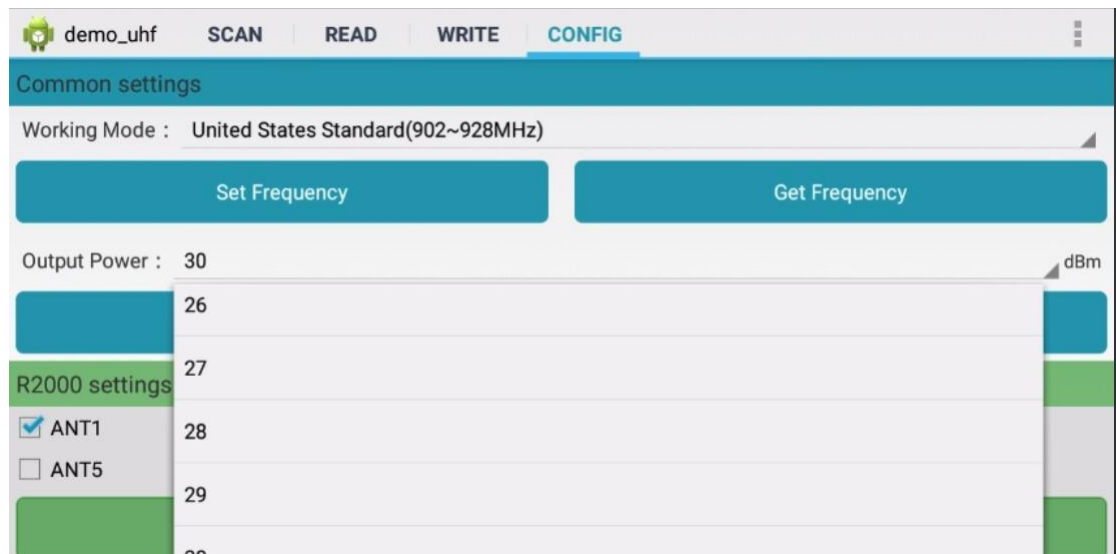 demo_uhf SCAN READ WRITE CONFIG
Common settings
Working Mode : United States Standard(902~928MHz)
Set Frequency Get Frequency
Output Power : 30 dBm
26
27
R2000 settings
ANT1
28
ANT5
29